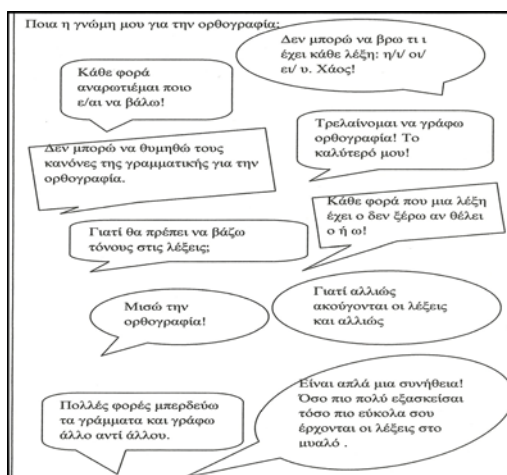 Ποια η γνώμη μου για την ορθογραφία;
Δεν μπορώ να βρω τι ι
έχει κάθε λέξη: η/ι/ οι/
ει/ υ. Χάος!
Κάθε φορά
αναρωτιέμαι ποιο
ε/αι να βάλω!
Τρελαίνομαι να γράφω
ορθογραφία! Το
καλύτερό μου!
Δεν μπορώ να θυμηθώ τους
κανόνες της γραμματικής για την
ορθογραφία.
Κάθε φορά που μια λέξη
έχει ο δεν ξέρω αν θέλει
ο ή ω!
Γιατί θα πρέπει να βάζω
τόνους στις λέξεις;
Γιατί αλλιώς
ακούγονται οι λέξεις
και αλλιώς
Μισώ την
ορθογραφία!
Είναι απλά μια συνήθεια!
Όσο πιο πολύ εξασκείσαι
τόσο πιο εύκολα σου
έρχονται οι λέξεις στο
μυαλό .
Πολλές φορές μπερδεύω
τα γράμματα και γράφω
άλλο αντί άλλου.